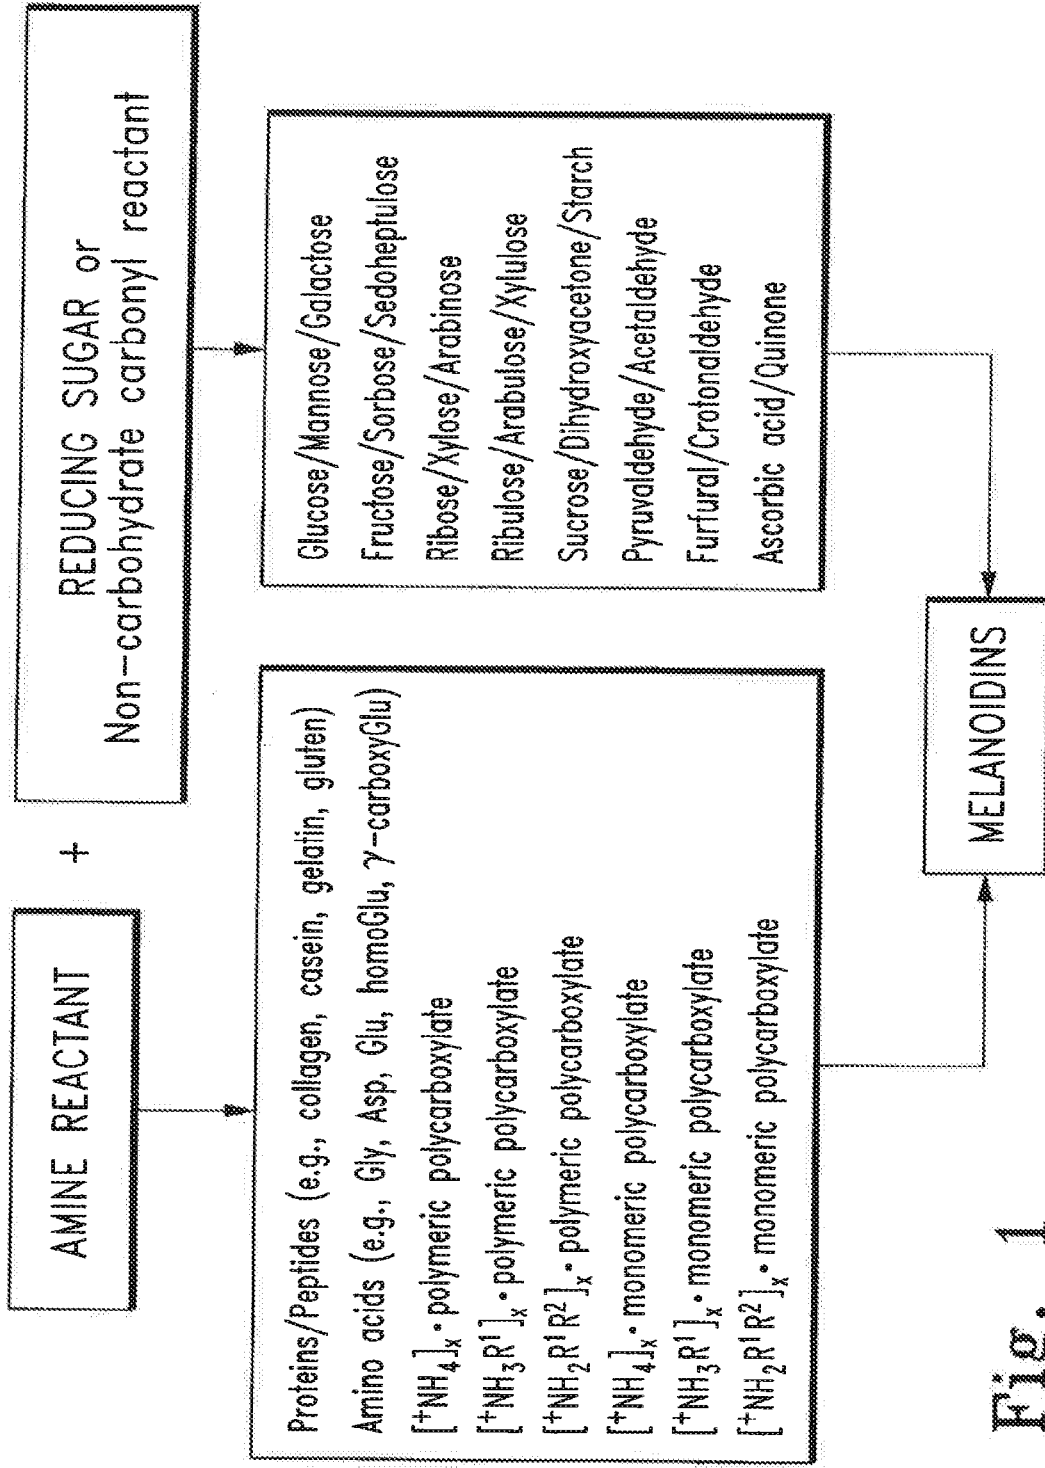 AMINE REACTANT
+
REDUCING SUGAR or
Non-carbohydrate carbonyl reactant
Proteins/Peptides (e.g., collagen, casein, gelatin, gluten)
Amino acids (e.g., Gly, Asp, Glu, homoGlu, γ-carboxyGlu)
[⁺NH₄]ₓ•polymeric polycarboxylate
[⁺NH₃R¹]ₓ•polymeric polycarboxylate
[⁺NH₂R¹R²]ₓ•polymeric polycarboxylate
[⁺NH₄]ₓ•monomeric polycarboxylate
[⁺NH₃R¹]ₓ•monomeric polycarboxylate
[⁺NH₂R¹R²]ₓ•monomeric polycarboxylate
Glucose/Mannose/Galactose
Fructose/Sorbose/Sedoheptulose
Ribose/Xylose/Arabinose
Ribulose/Arabulose/Xylulose
Sucrose/Dihydroxyacetone/Starch
Pyruvaldehyde/Acetaldehyde
Furfural/Crotonaldehyde
Ascorbic acid/Quinone
MELANOIDINS
Fig. 1